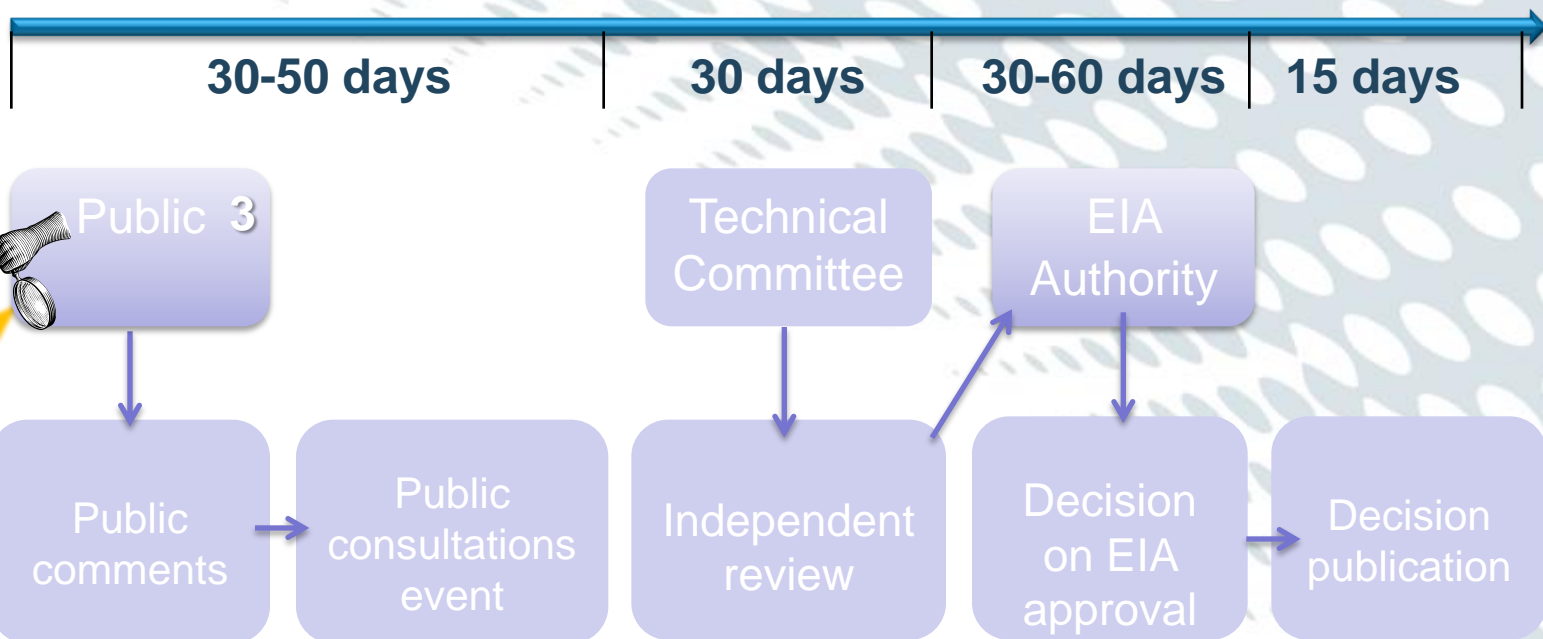 30-50 days
30 days
30-60 days
15 days
Public 3
Technical
Committee
EIA
Authority
Public
comments
Public
consultations
event
Independent
review
Decision
on EIA
approval
Decision
publication